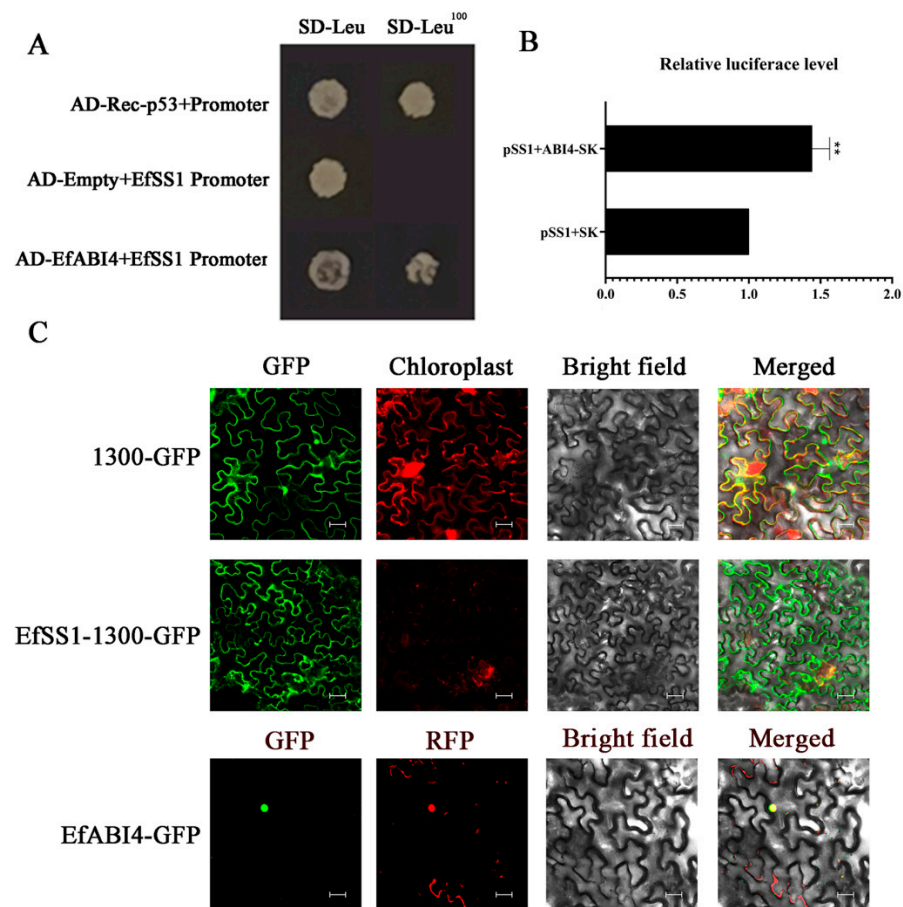 A
SD-Leu SD-Leu100
AD-Rec-p53+Promoter
AD-Empty+EfSS1 Promoter
AD-EfABI4+EfSS1 Promoter
B
Relative luciferace level
pSS1+ABI4-SK
**
pSS1+SK
0.0 0.5 1.0 1.5 2.0
C
GFP Chloroplast Bright field Merged
1300-GFP
EfSS1-1300-GFP
GFP RFP Bright field Merged
EfABI4-GFP